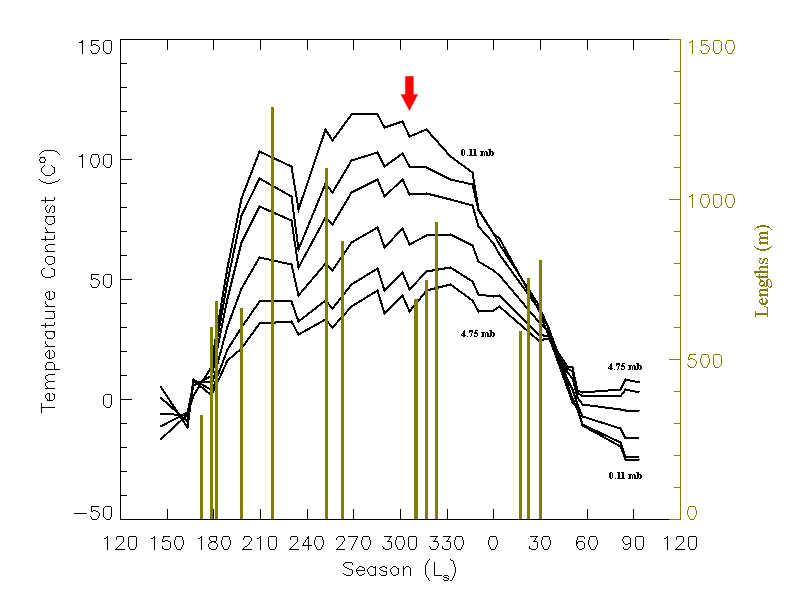 150
100
50
0
−50
Temperature Contrast (C°)
1500
1000
500
0
Lengths (m)
0.11 mb
4.75 mb
4.75 mb
0.11 mb
120 150 180 210 240 270 300 330 0 30 60 90 120
Season (Ls)